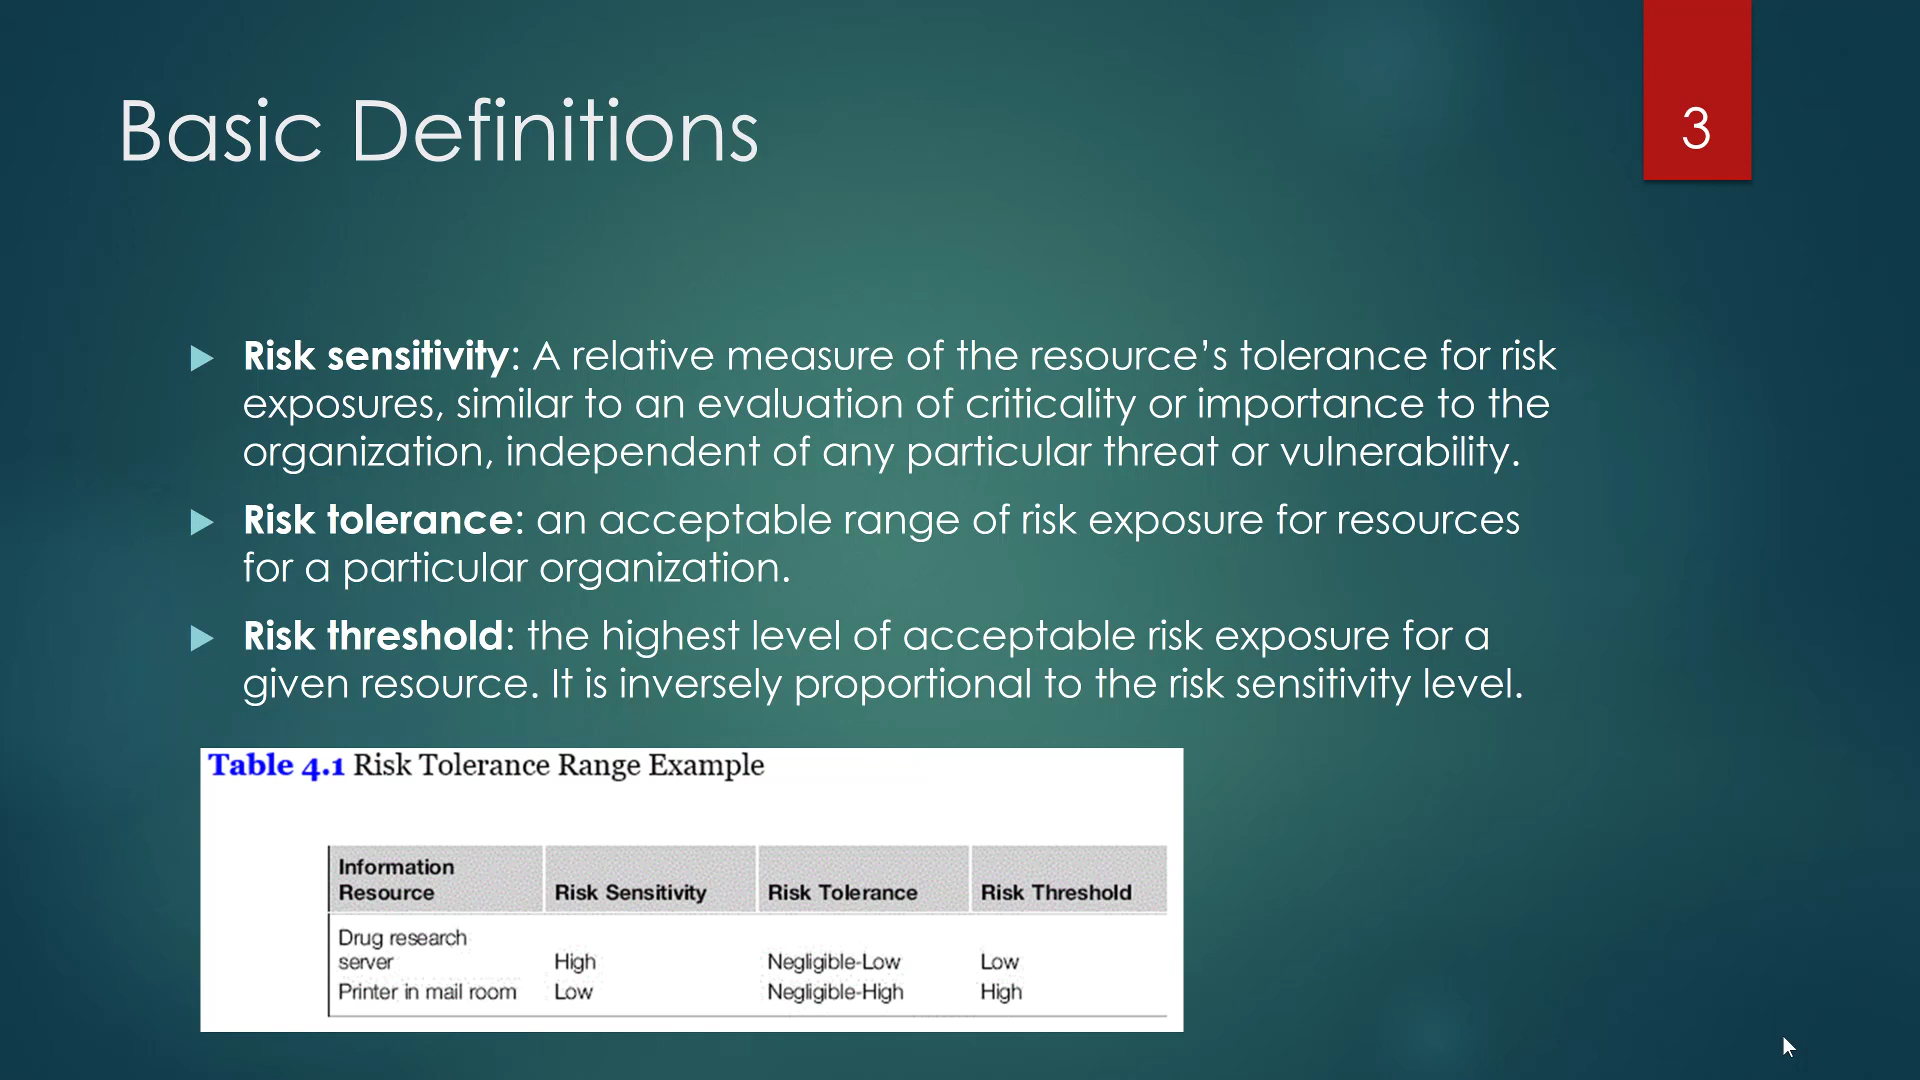 Basic Definitions
3
Risk sensitivity: A relative measure of the resource’s tolerance for risk
exposures, similar to an evaluation of criticality or importance to the
organization, independent of any particular threat or vulnerability.
Risk tolerance: an acceptable range of risk exposure for resources
for a particular organization.
Risk threshold: the highest level of acceptable risk exposure for a
given resource. It is inversely proportional to the risk sensitivity level.
Table 4.1 Risk Tolerance Range Example
Information
Resource Risk Sensitivity Risk Tolerance Risk Threshold
Drug research
server High Negligible-Low Low
Printer in mail room Low Negligible-High High